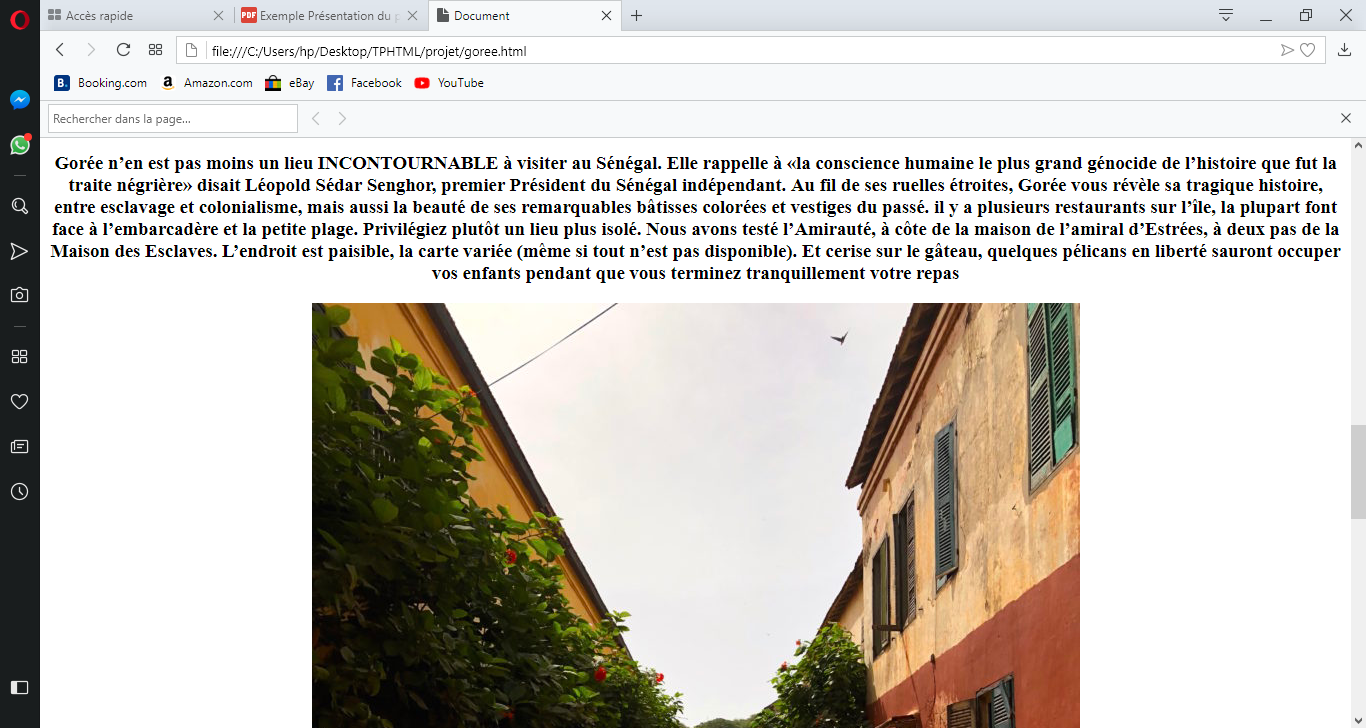 Accès rapide
PDF Exemple Présentation du p
Document
file:///C:/Users/hp/Desktop/TPHTML/projet/goree.html
B. Booking.com
a Amazon.com
eBay
f Facebook
YouTube
Rechercher dans la page...
Gorée n’en est pas moins un lieu INCONTOURNABLE à visiter au Sénégal. Elle rappelle à «la conscience humaine le plus grand génocide de l’histoire que fut la
traite négrière» disait Léopold Sédar Senghor, premier Président du Sénégal indépendant. Au fil de ses ruelles étroites, Gorée vous révèle sa tragique histoire,
entre esclavage et colonialisme, mais aussi la beauté de ses remarquables bâtisses colorées et vestiges du passé. il y a plusieurs restaurants sur l’île, la plupart font
face à l’embarcadère et la petite plage. Privilégiez plutôt un lieu plus isolé. Nous avons testé l’Amirauté, à côte de la maison de l’amiral d’Estrées, à deux pas de la
Maison des Esclaves. L’endroit est paisible, la carte variée (même si tout n’est pas disponible). Et cerise sur le gâteau, quelques pélicans en liberté sauront occuper
vos enfants pendant que vous terminez tranquillement votre repas